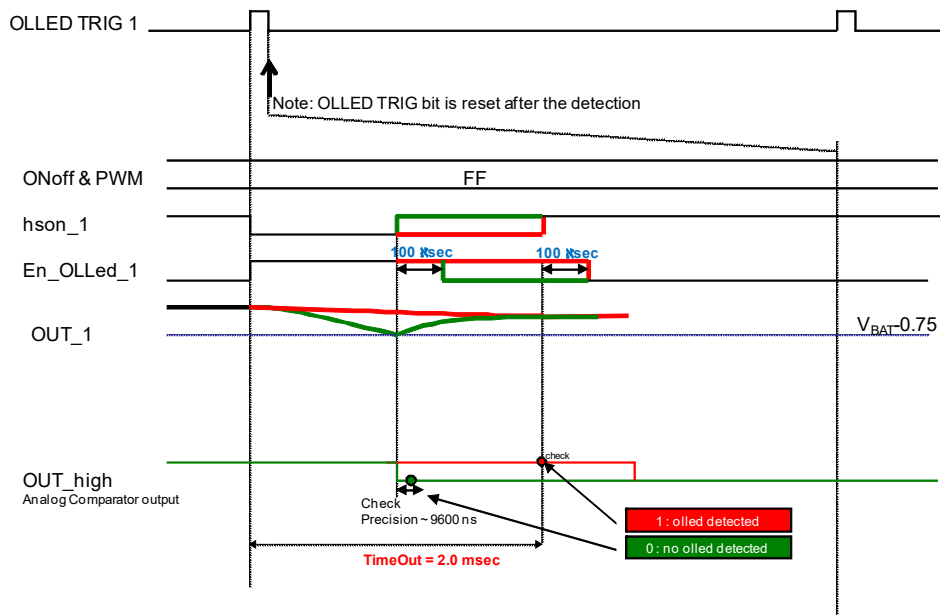 OLLED TRIG 1
Note: OLLED TRIG bit is reset after the detection
ONoff & PWM
FF
hson_1
100 sec
100 sec
En_OLLed_1
OUT_1
VBAT-0.75
check
OUT_high
Analog Comparator output
Check
Precision ~ 9600 ns
1 : olled detected
0 : no olled detected
TimeOut = 2.0 msec